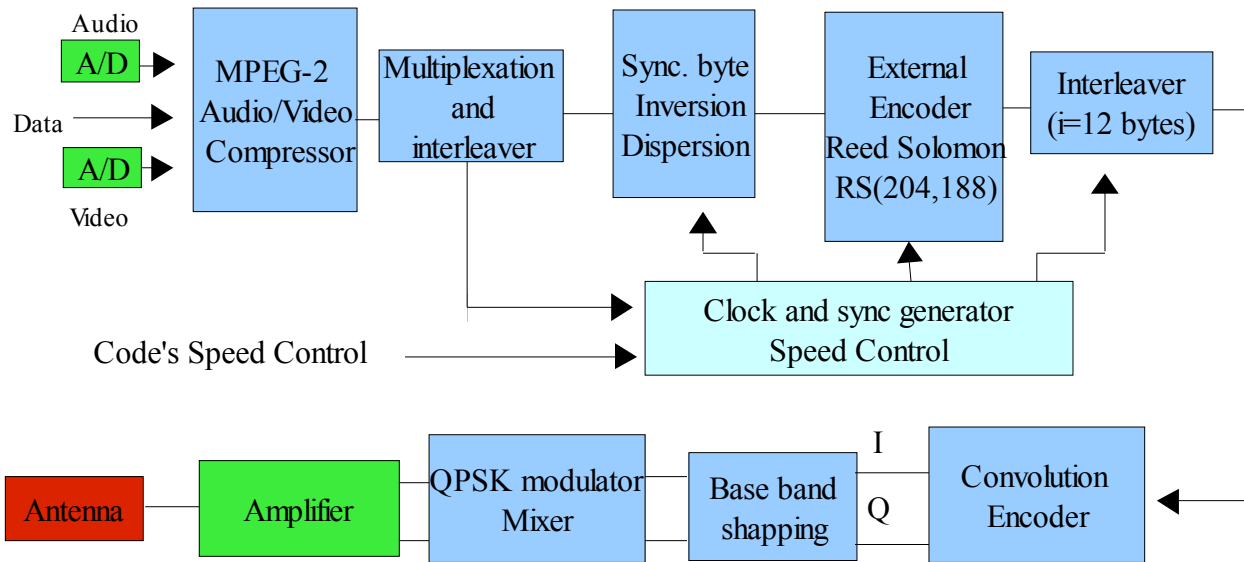 Audio
A/D
Data
A/D
Video
MPEG-2
Audio/Video
Compressor
Multiplexation
and
interleaver
Sync. byte
Inversion
Dispersion
External
Encoder
Reed Solomon
RS(204,188)
Interleaver
(i=12 bytes)
Clock and sync generator
Speed Control
Code's Speed Control
Antenna
Amplifier
QPSK modulator
Mixer
Base band
shapping
I
Q
Convolution
Encoder